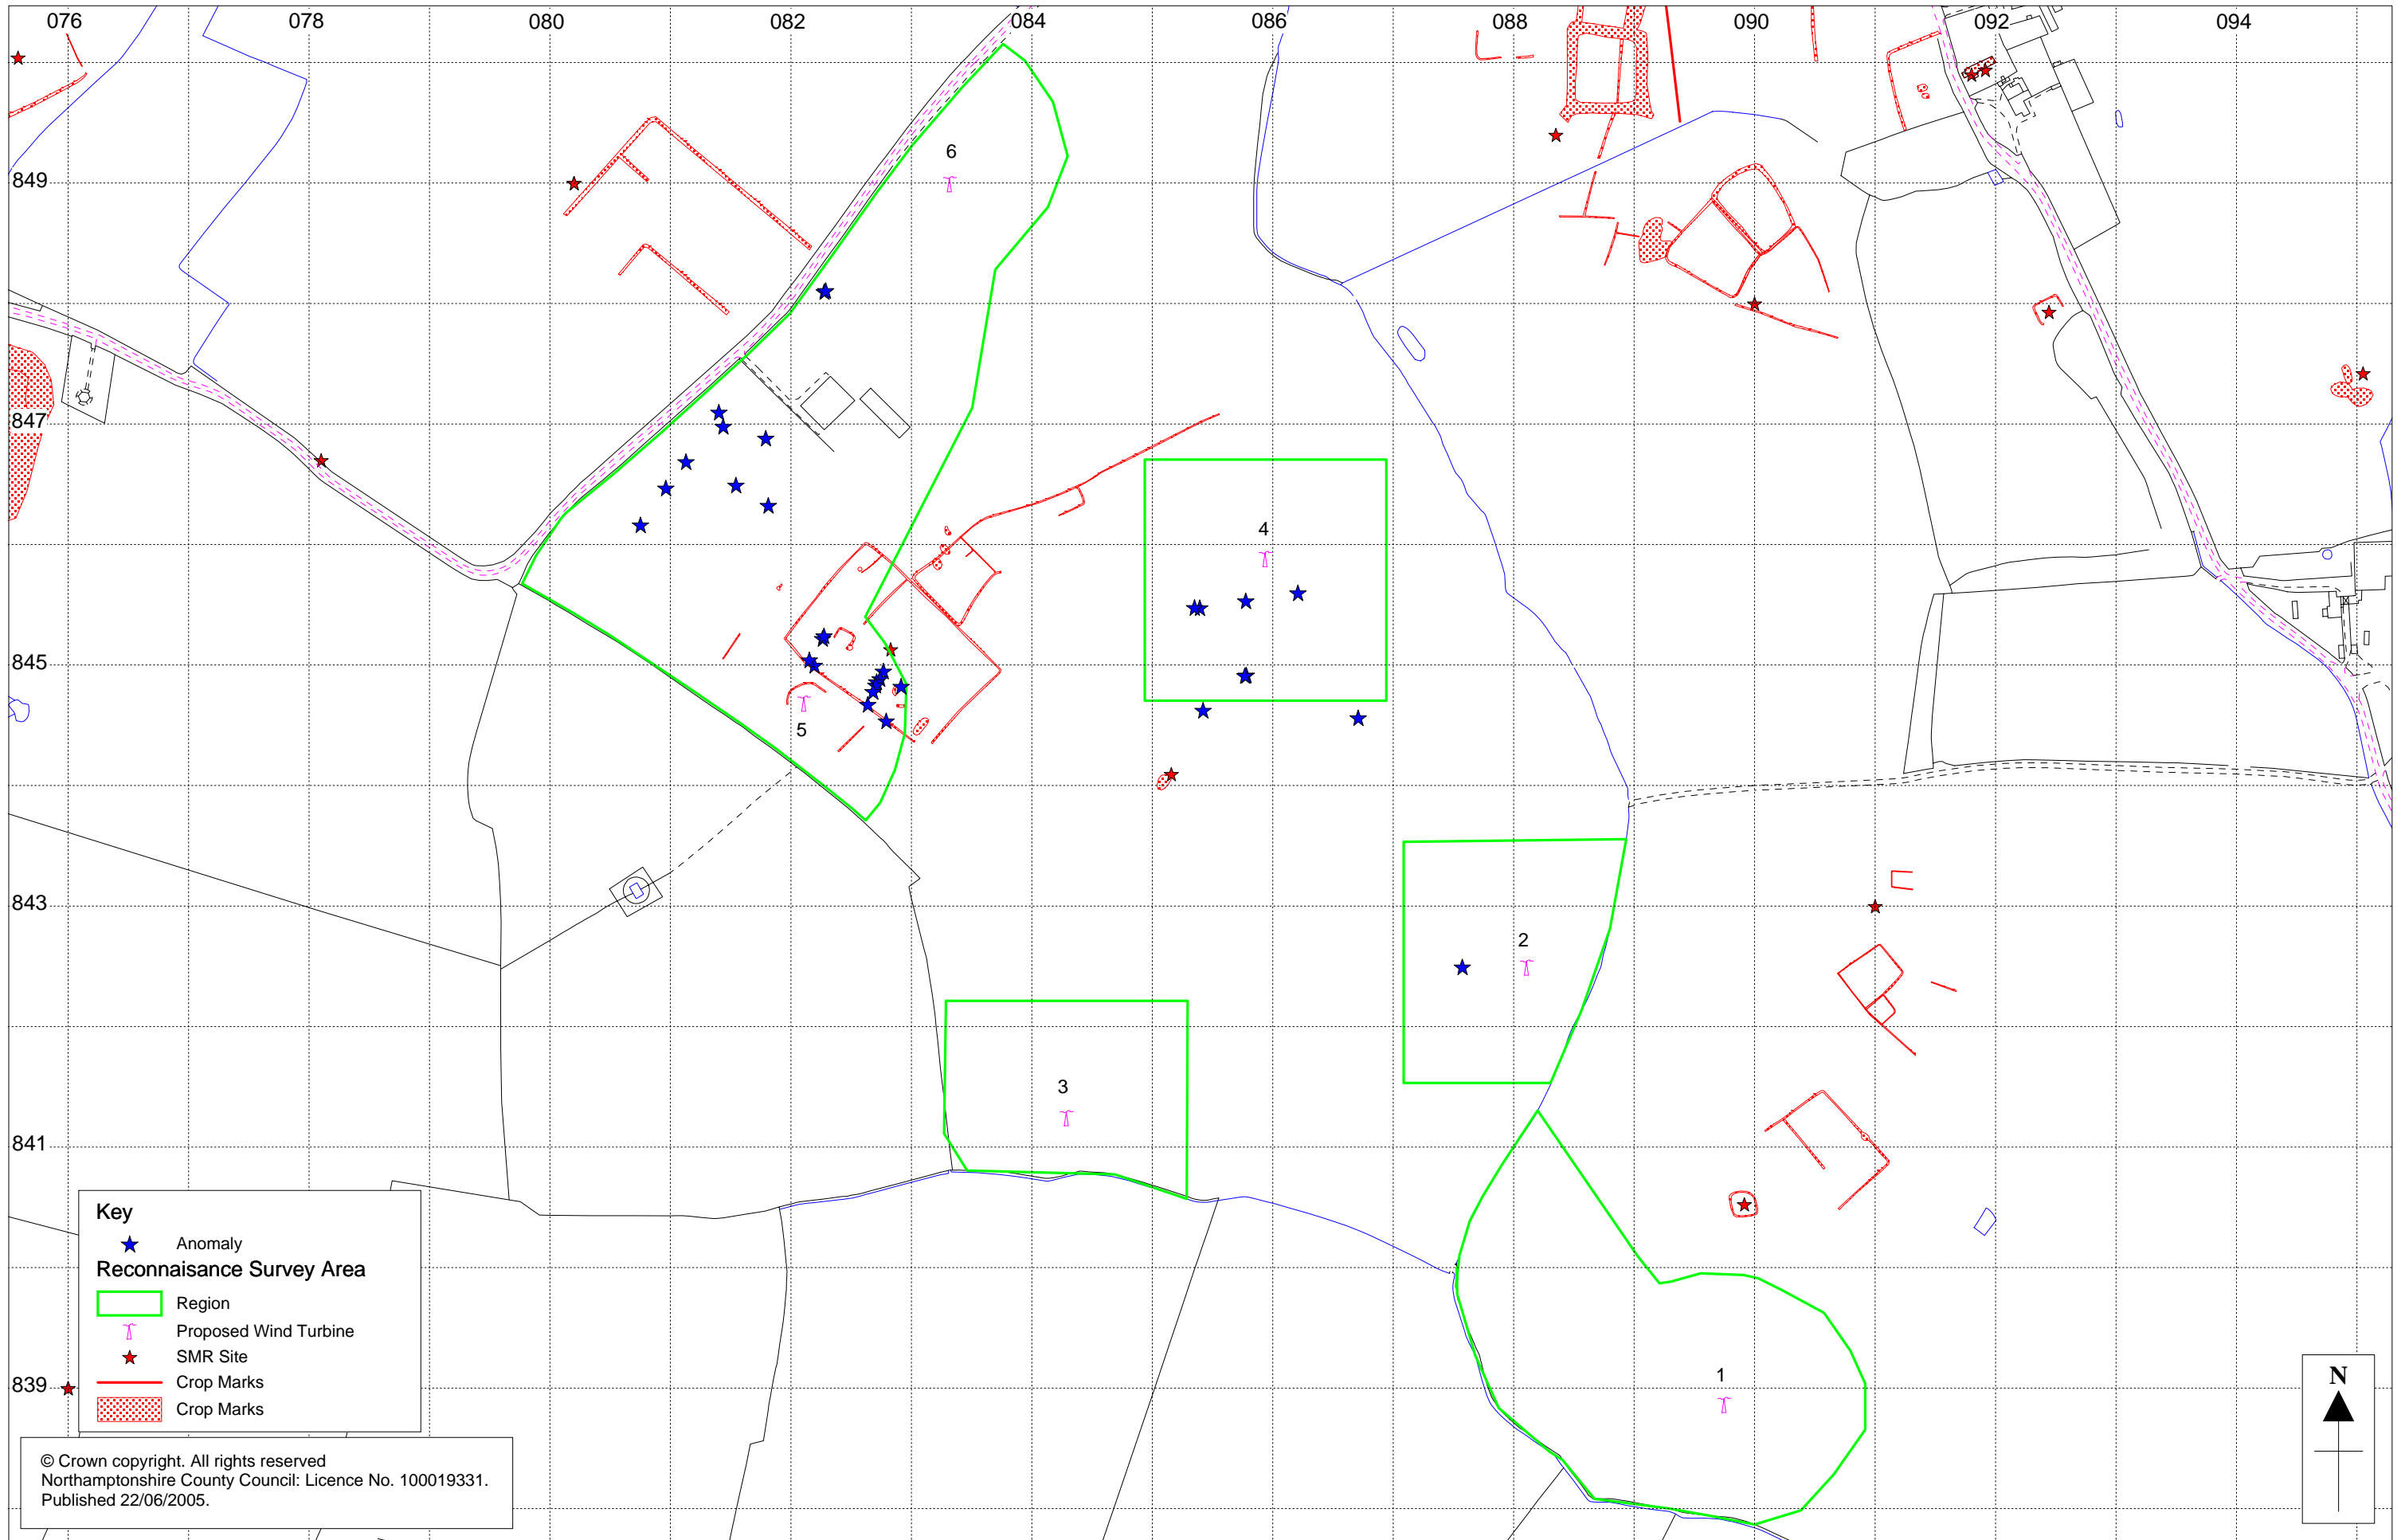 076 078 080 082 084 086 088 090 092 094
6
849
847
4
845
5
843
2
3
841
Key
Anomaly
Reconnaisance Survey Area
Region
Proposed Wind Turbine
SMR Site
Crop Marks
Crop Marks
839
1
N
© Crown copyright. All rights reserved
Northamptonshire County Council: Licence No. 100019331.
Published 22/06/2005.